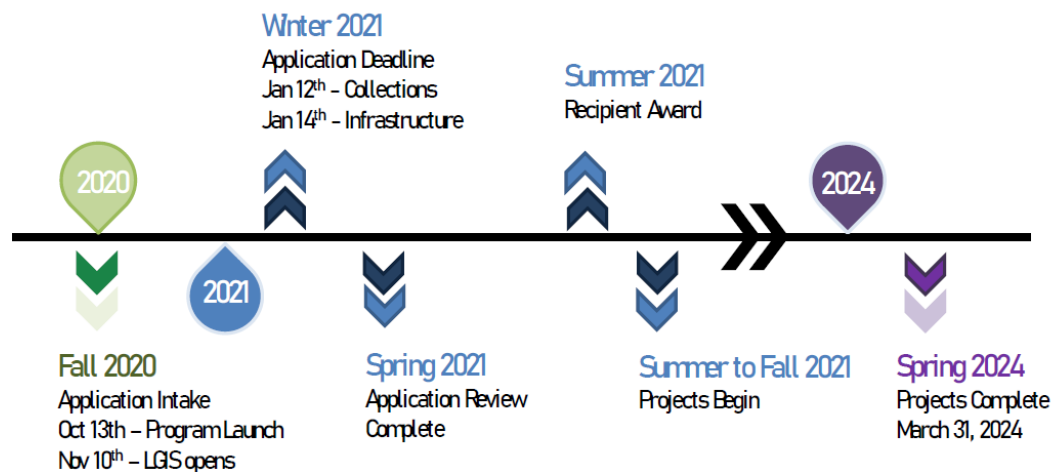 Winter 2021
Application Deadline
Jan 12th - Collections
Jan 14th - Infrastructure
Summer 2021
Recipient Award
2020
2024
2021
Fall 2020
Application Intake
Oct 13th – Program Launch
Nov 10th – LGIS opens
Spring 2021
Application Review
Complete
Summer to Fall 2021
Projects Begin
Spring 2024
Projects Complete
March 31, 2024